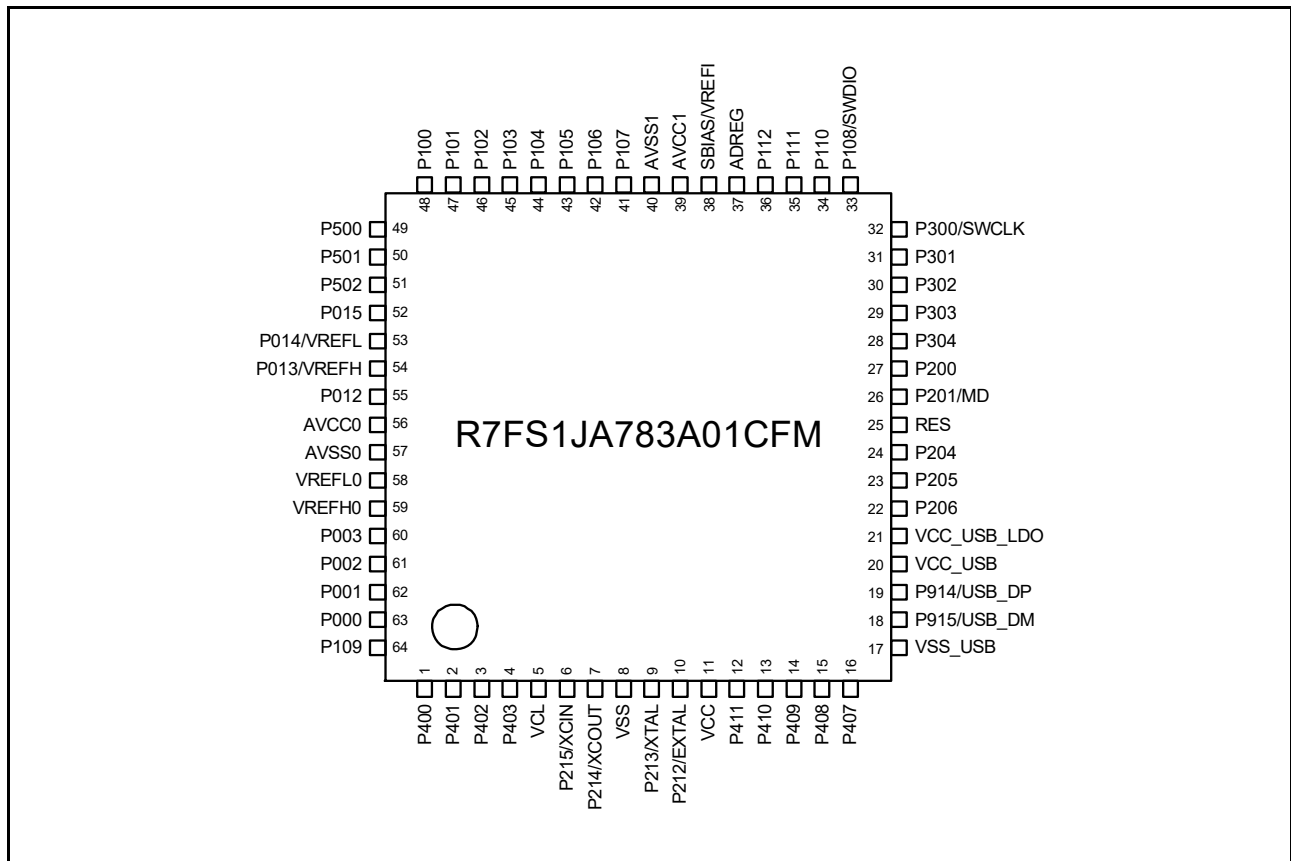 P100
P101
P102
P103
P104
P105
P106
P107
AVSS1
AVCC1
SBIAS/VREFI
ADREG
P112
P111
P110
P108/SWDIO
48
47
46
45
44
43
42
41
40
39
38
37
36
35
34
33
P500 49
P501 50
P502 51
P015 52
P014/VREFL 53
P013/VREFH 54
P012 55
AVCC0 56
AVSS0 57
VREFL0 58
VREFH0 59
P003 60
P002 61
P001 62
P000 63
P109 64
R7FS1JA783A01CFM
32 P300/SWCLK
31 P301
30 P302
29 P303
28 P304
27 P200
26 P201/MD
25 RES
24 P204
23 P205
22 P206
21 VCC_USB_LDO
20 VCC_USB
19 P914/USB_DP
18 P915/USB_DM
17 VSS_USB
1
2
3
4
5
6
7
8
9
10
11
12
13
14
15
16
P400
P401
P402
P403
VCL
P215/XCIN
P214/XCOUT
VSS
P213/XTAL
P212/EXTAL
VCC
P411
P410
P409
P408
P407